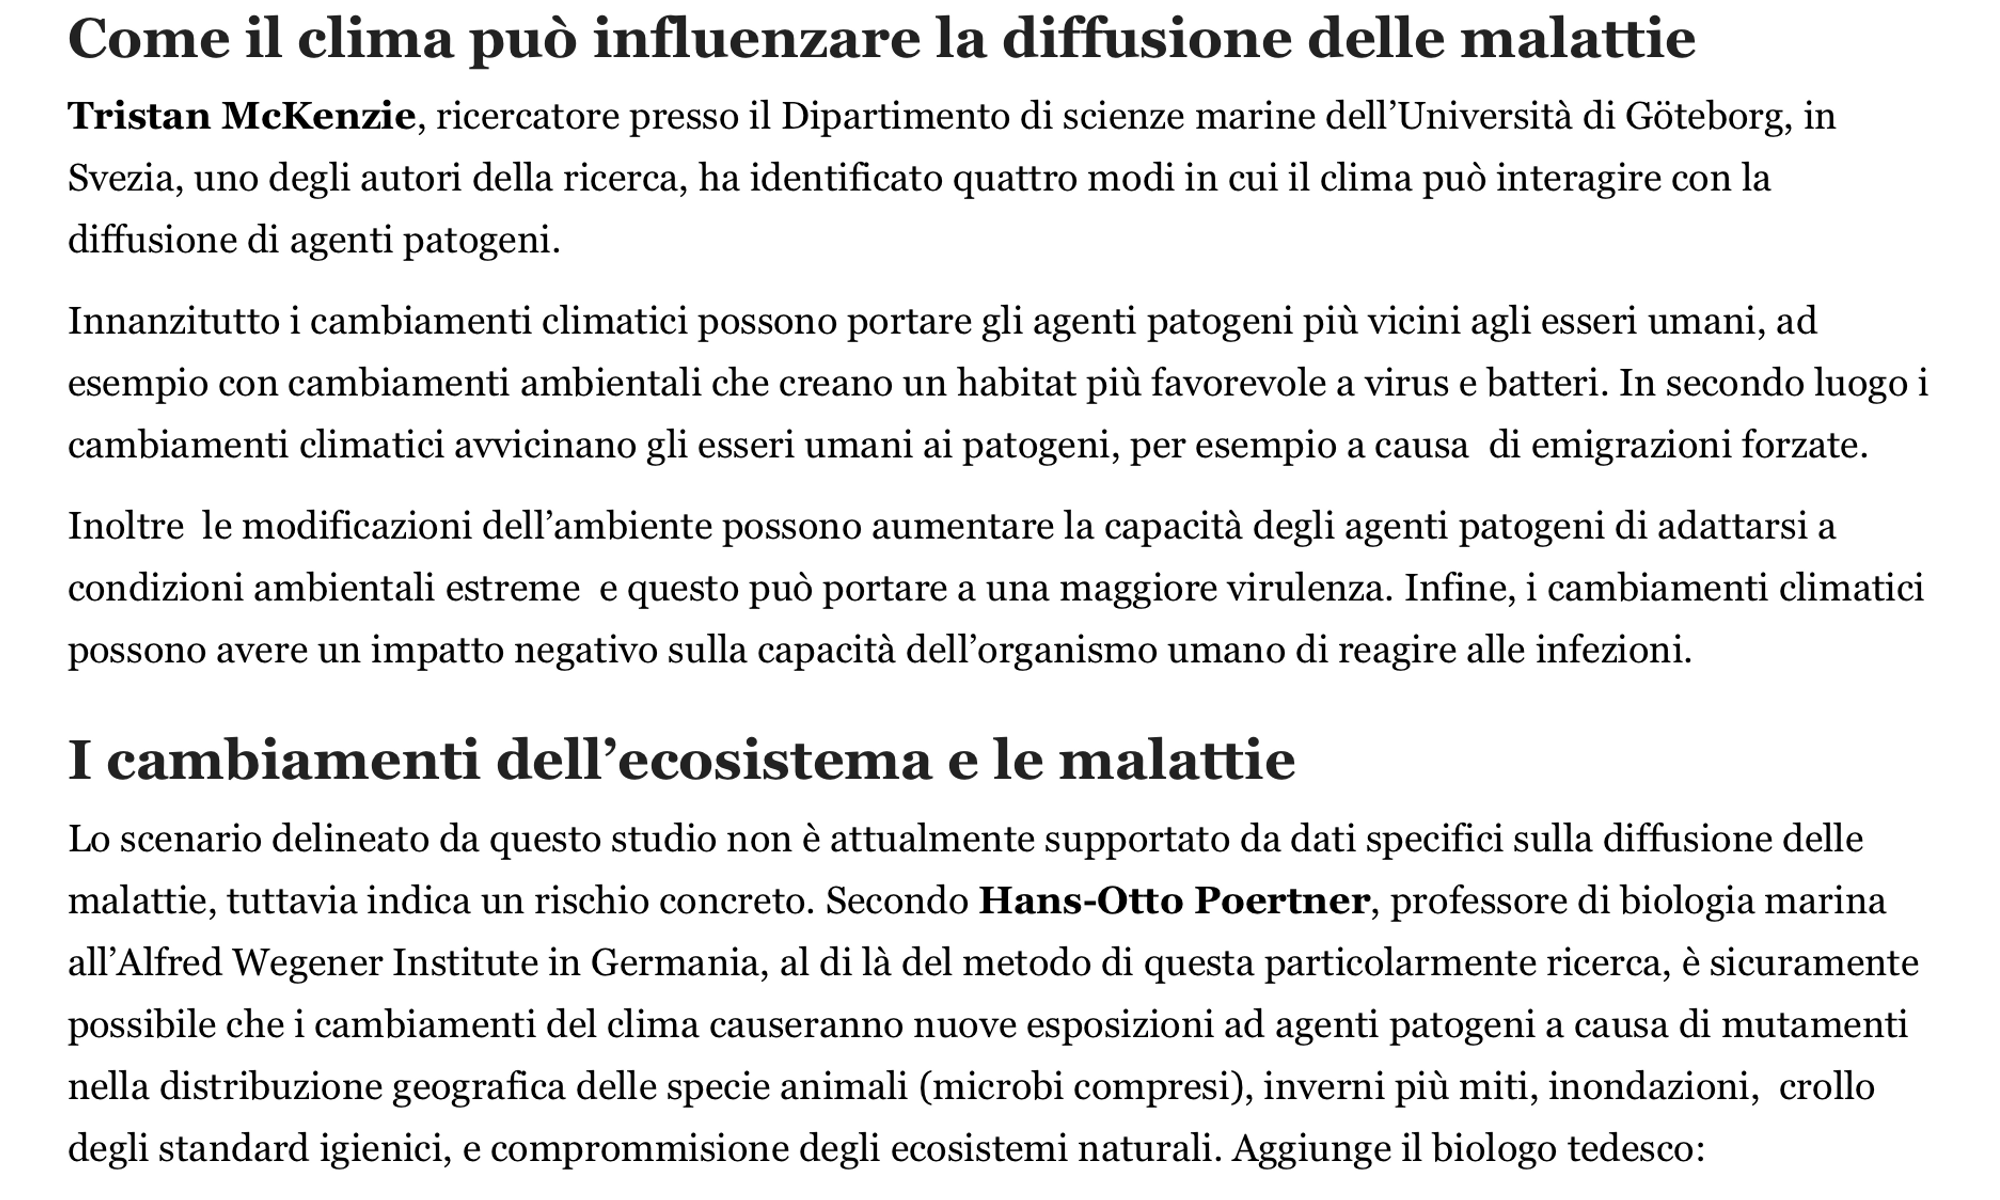 Come il clima può influenzare la diffusione delle malattie
Tristan McKenzie, ricercatore presso il Dipartimento di scienze marine dell’Università di Göteborg, in
Svezia, uno degli autori della ricerca, ha identificato quattro modi in cui il clima può interagire con la
diffusione di agenti patogeni.
Innanzitutto i cambiamenti climatici possono portare gli agenti patogeni più vicini agli esseri umani, ad
esempio con cambiamenti ambientali che creano un habitat più favorevole a virus e batteri. In secondo luogo i
cambiamenti climatici avvicinano gli esseri umani ai patogeni, per esempio a causa  di emigrazioni forzate.
Inoltre  le modificazioni dell’ambiente possono aumentare la capacità degli agenti patogeni di adattarsi a
condizioni ambientali estreme  e questo può portare a una maggiore virulenza. Infine, i cambiamenti climatici
possono avere un impatto negativo sulla capacità dell’organismo umano di reagire alle infezioni.
I cambiamenti dell’ecosistema e le malattie
Lo scenario delineato da questo studio non è attualmente supportato da dati specifici sulla diffusione delle
malattie, tuttavia indica un rischio concreto. Secondo Hans-Otto Poertner, professore di biologia marina
all’Alfred Wegener Institute in Germania, al di là del metodo di questa particolarmente ricerca, è sicuramente
possibile che i cambiamenti del clima causeranno nuove esposizioni ad agenti patogeni a causa di mutamenti
nella distribuzione geografica delle specie animali (microbi compresi), inverni più miti, inondazioni,  crollo
degli standard igienici, e comprommisione degli ecosistemi naturali. Aggiunge il biologo tedesco: